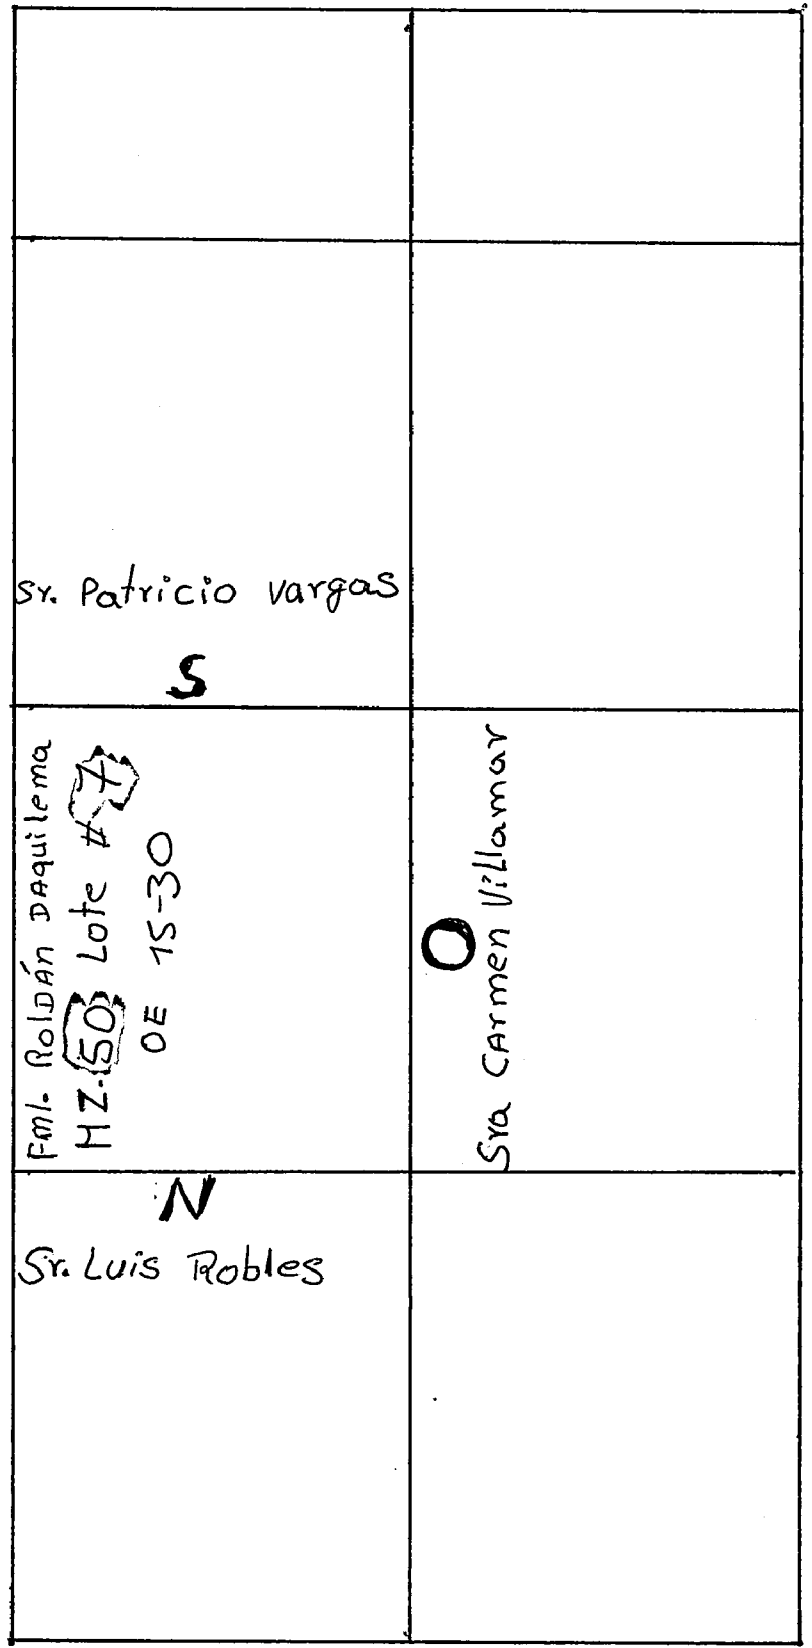 Sr. Patricio Vargas
S
Fml. ROLDÁN DAquilema
MZ. 50 Lote # 7
OE 15-30
O
Sra CArmen Villamar
N
Sr. Luis Robles